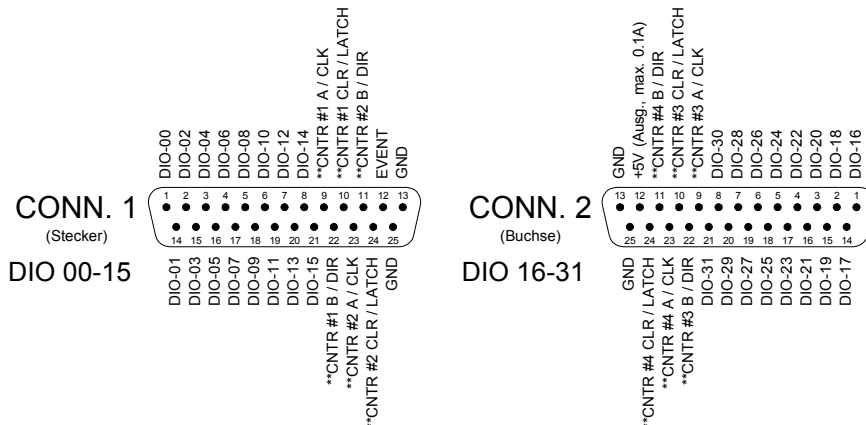 DIO-00
DIO-02
DIO-04
DIO-06
DIO-08
DIO-10
DIO-12
DIO-14
**CNTR #1 A / CLK
**CNTR #1 CLR / LATCH
**CNTR #2 B / DIR
EVENT
GND
CONN. 1
(Stecker)
DIO 00-15
1 2 3 4 5 6 7 8 9 10 11 12 13
14 15 16 17 18 19 20 21 22 23 24 25
DIO-01
DIO-03
DIO-05
DIO-07
DIO-09
DIO-11
DIO-13
DIO-15
**CNTR #1 B / DIR
**CNTR #2 A / CLK
**CNTR #2 CLR / LATCH
GND
GND
+5V (Ausg., max. 0.1A)
**CNTR #4 B / DIR
**CNTR #3 CLR / LATCH
**CNTR #3 A / CLK
DIO-30
DIO-28
DIO-26
DIO-24
DIO-22
DIO-20
DIO-18
DIO-16
CONN. 2
(Buchse)
DIO 16-31
13 12 11 10 9 8 7 6 5 4 3 2 1
25 24 23 22 21 20 19 18 17 16 15 14
GND
**CNTR #4 CLR / LATCH
**CNTR #4 A / CLK
**CNTR #3 B / DIR
DIO-31
DIO-29
DIO-27
DIO-25
DIO-23
DIO-21
DIO-19
DIO-17